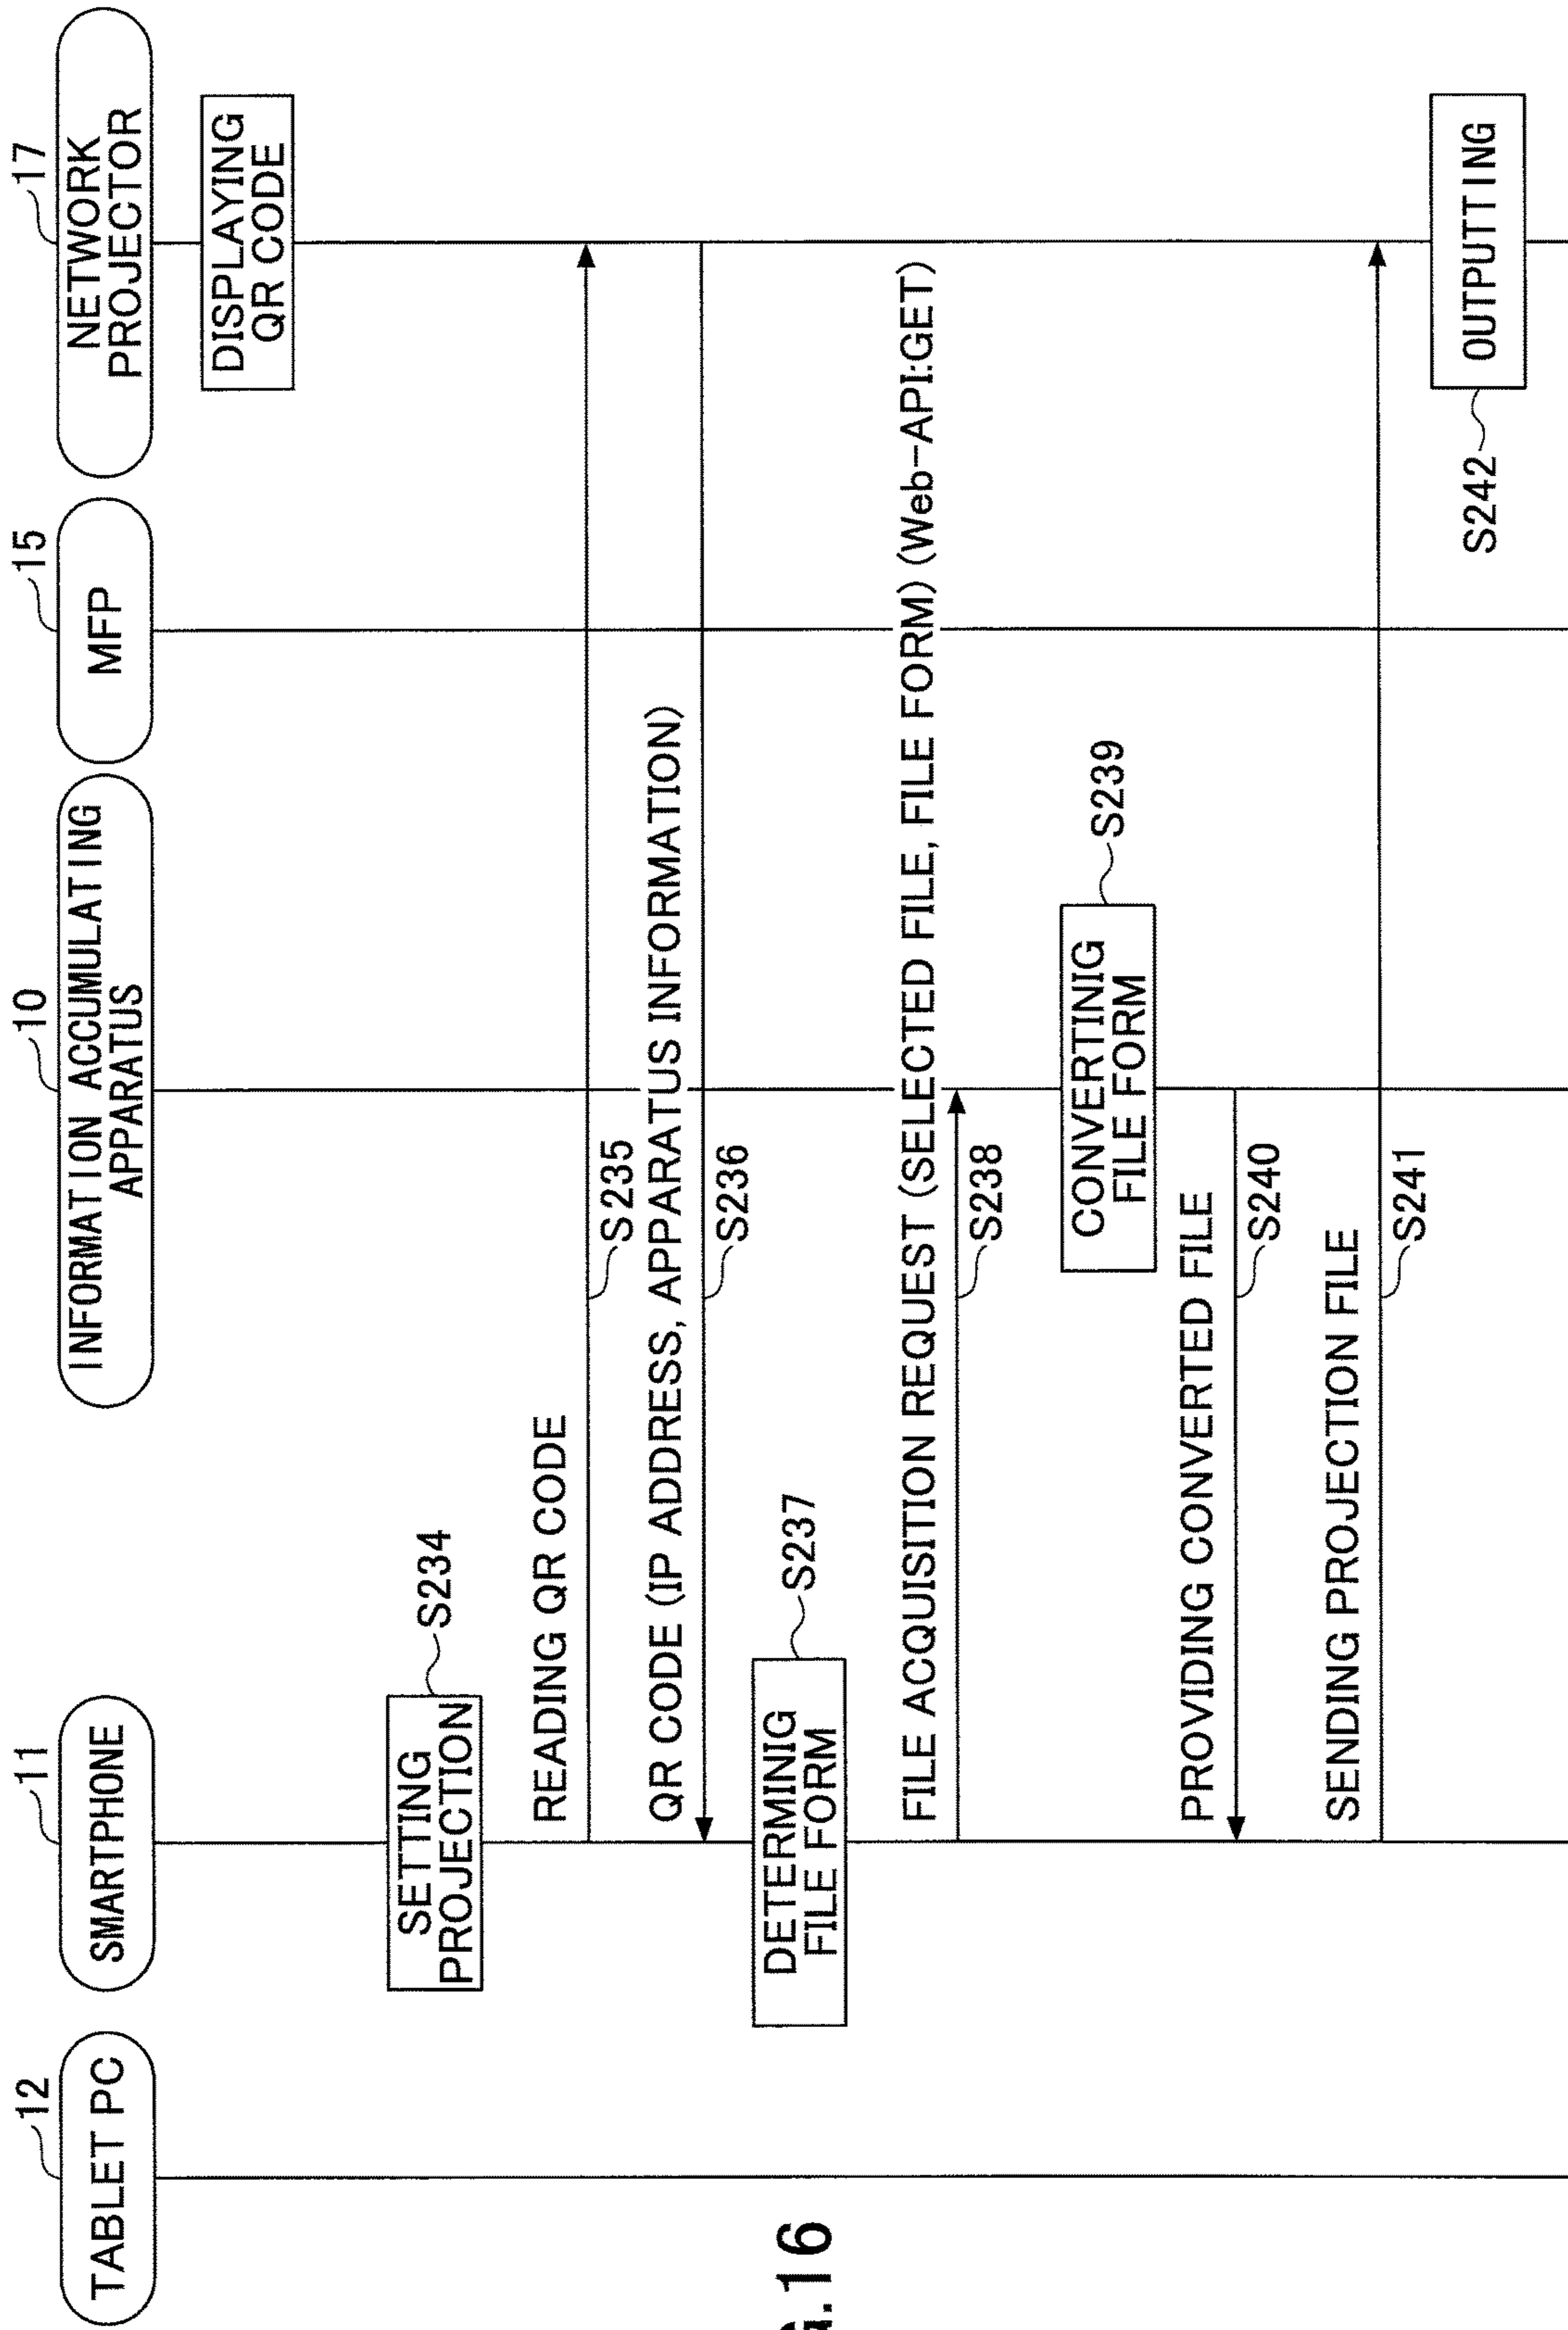 12
TABLET PC
11
SMARTPHONE
10
INFORMATION ACCUMULATING
APPARATUS
15
MFP
17
NETWORK
PROJECTOR
DISPLAYING
QR CODE
SETTING
PROJECTION
S234
READING QR CODE
S235
QR CODE (IP ADDRESS, APPARATUS INFORMATION)
S236
DETERMINIG
FILE FORM
S237
FILE ACQUISITION REQUEST (SELECTED FILE, FILE FORM) (Web-API:GET)
S238
CONVERTINIG
FILE FORM
S239
PROVIDING CONVERTED FILE
S240
SENDING PROJECTION FILE
S241
S242
OUTPUTTING
G.16